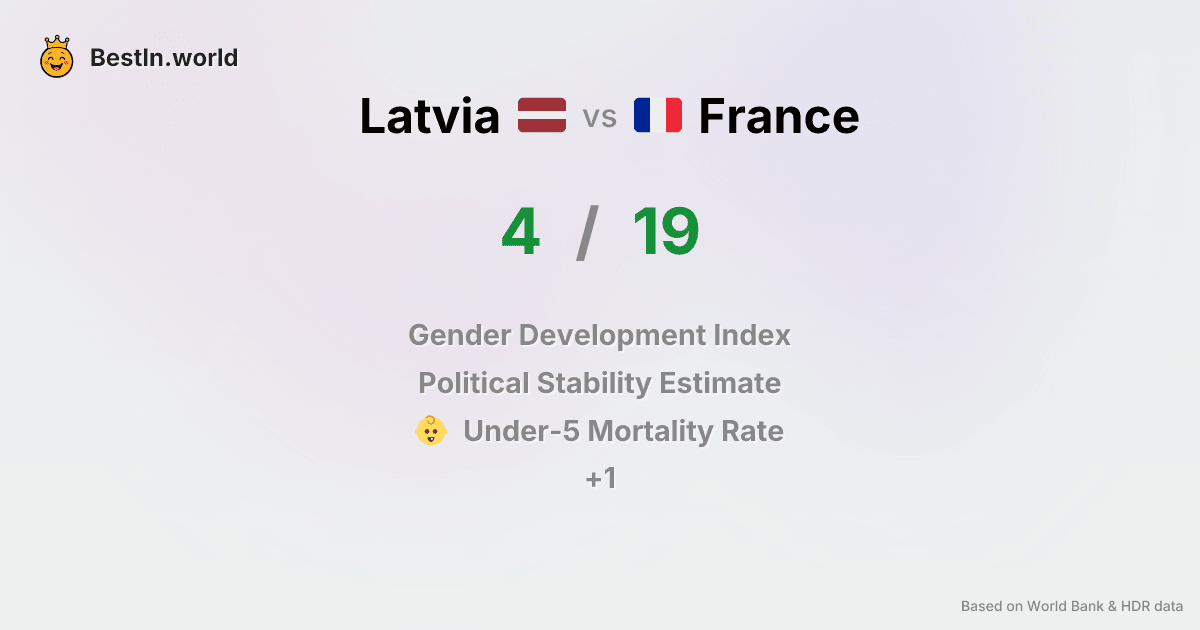 BestIn.world
Latvia vs France
4 / 19
Gender Development Index
Political Stability Estimate
Under-5 Mortality Rate
+1
Based on World Bank & HDR data